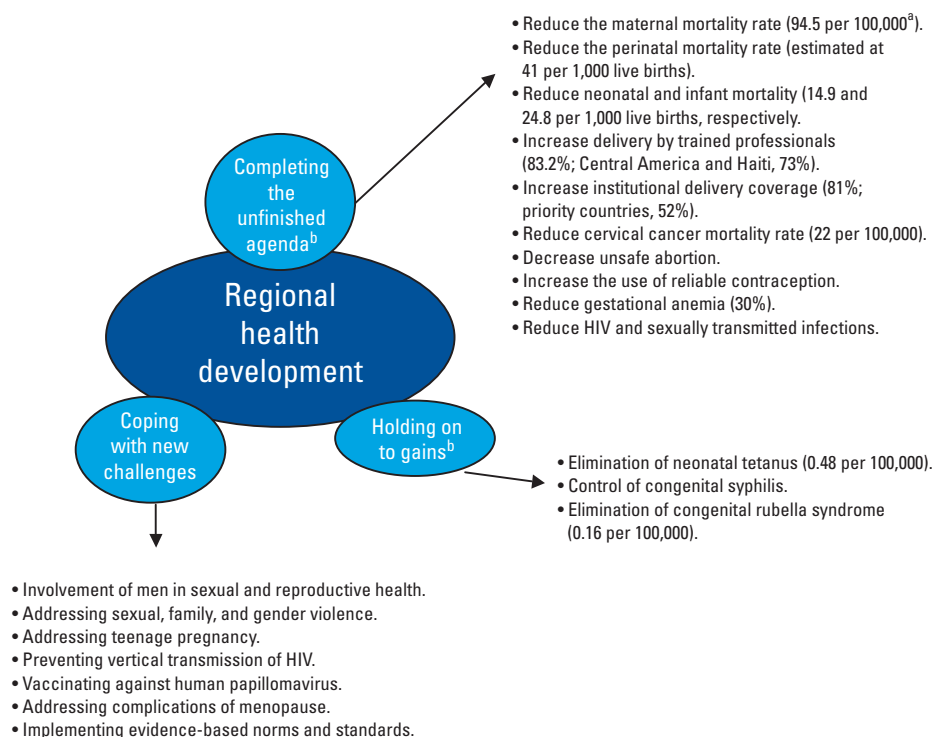 • Reduce the maternal mortality rate (94.5 per 100,000ᵃ).
• Reduce the perinatal mortality rate (estimated at
41 per 1,000 live births).
• Reduce neonatal and infant mortality (14.9 and
24.8 per 1,000 live births, respectively.
• Increase delivery by trained professionals
(83.2%; Central America and Haiti, 73%).
• Increase institutional delivery coverage (81%;
priority countries, 52%).
• Reduce cervical cancer mortality rate (22 per 100,000).
• Decrease unsafe abortion.
• Increase the use of reliable contraception.
• Reduce gestational anemia (30%).
• Reduce HIV and sexually transmitted infections.
Completing
the
unfinished
agendaᵇ
Regional
health
development
Coping
with new
challenges
Holding on
to gainsᵇ
• Elimination of neonatal tetanus (0.48 per 100,000).
• Control of congenital syphilis.
• Elimination of congenital rubella syndrome
(0.16 per 100,000).
• Involvement of men in sexual and reproductive health.
• Addressing sexual, family, and gender violence.
• Addressing teenage pregnancy.
• Preventing vertical transmission of HIV.
• Vaccinating against human papillomavirus.
• Addressing complications of menopause.
• Implementing evidence-based norms and standards.